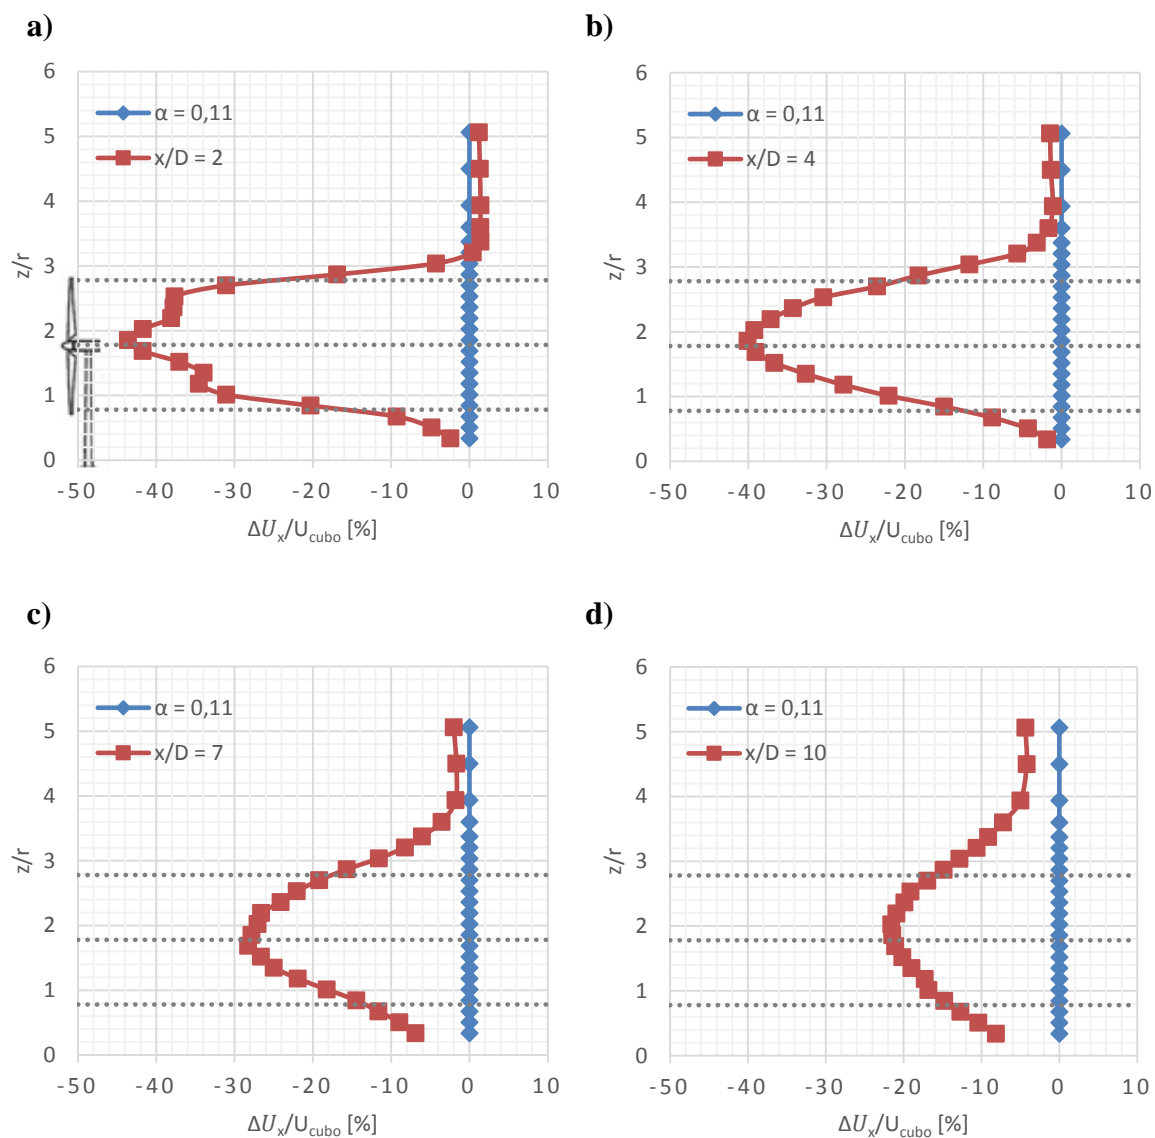 a)
6
5
4
3
2
1
0
z/r
α = 0,11
x/D = 2
-50 -40 -30 -20 -10 0 10
ΔUx/Ucubo [%]
b)
6
5
4
3
2
1
0
z/r
α = 0,11
x/D = 4
-50 -40 -30 -20 -10 0 10
ΔUx/Ucubo [%]
c)
6
5
4
3
2
1
0
z/r
α = 0,11
x/D = 7
-50 -40 -30 -20 -10 0 10
ΔUx/Ucubo [%]
d)
6
5
4
3
2
1
0
z/r
α = 0,11
x/D = 10
-50 -40 -30 -20 -10 0 10
ΔUx/Ucubo [%]